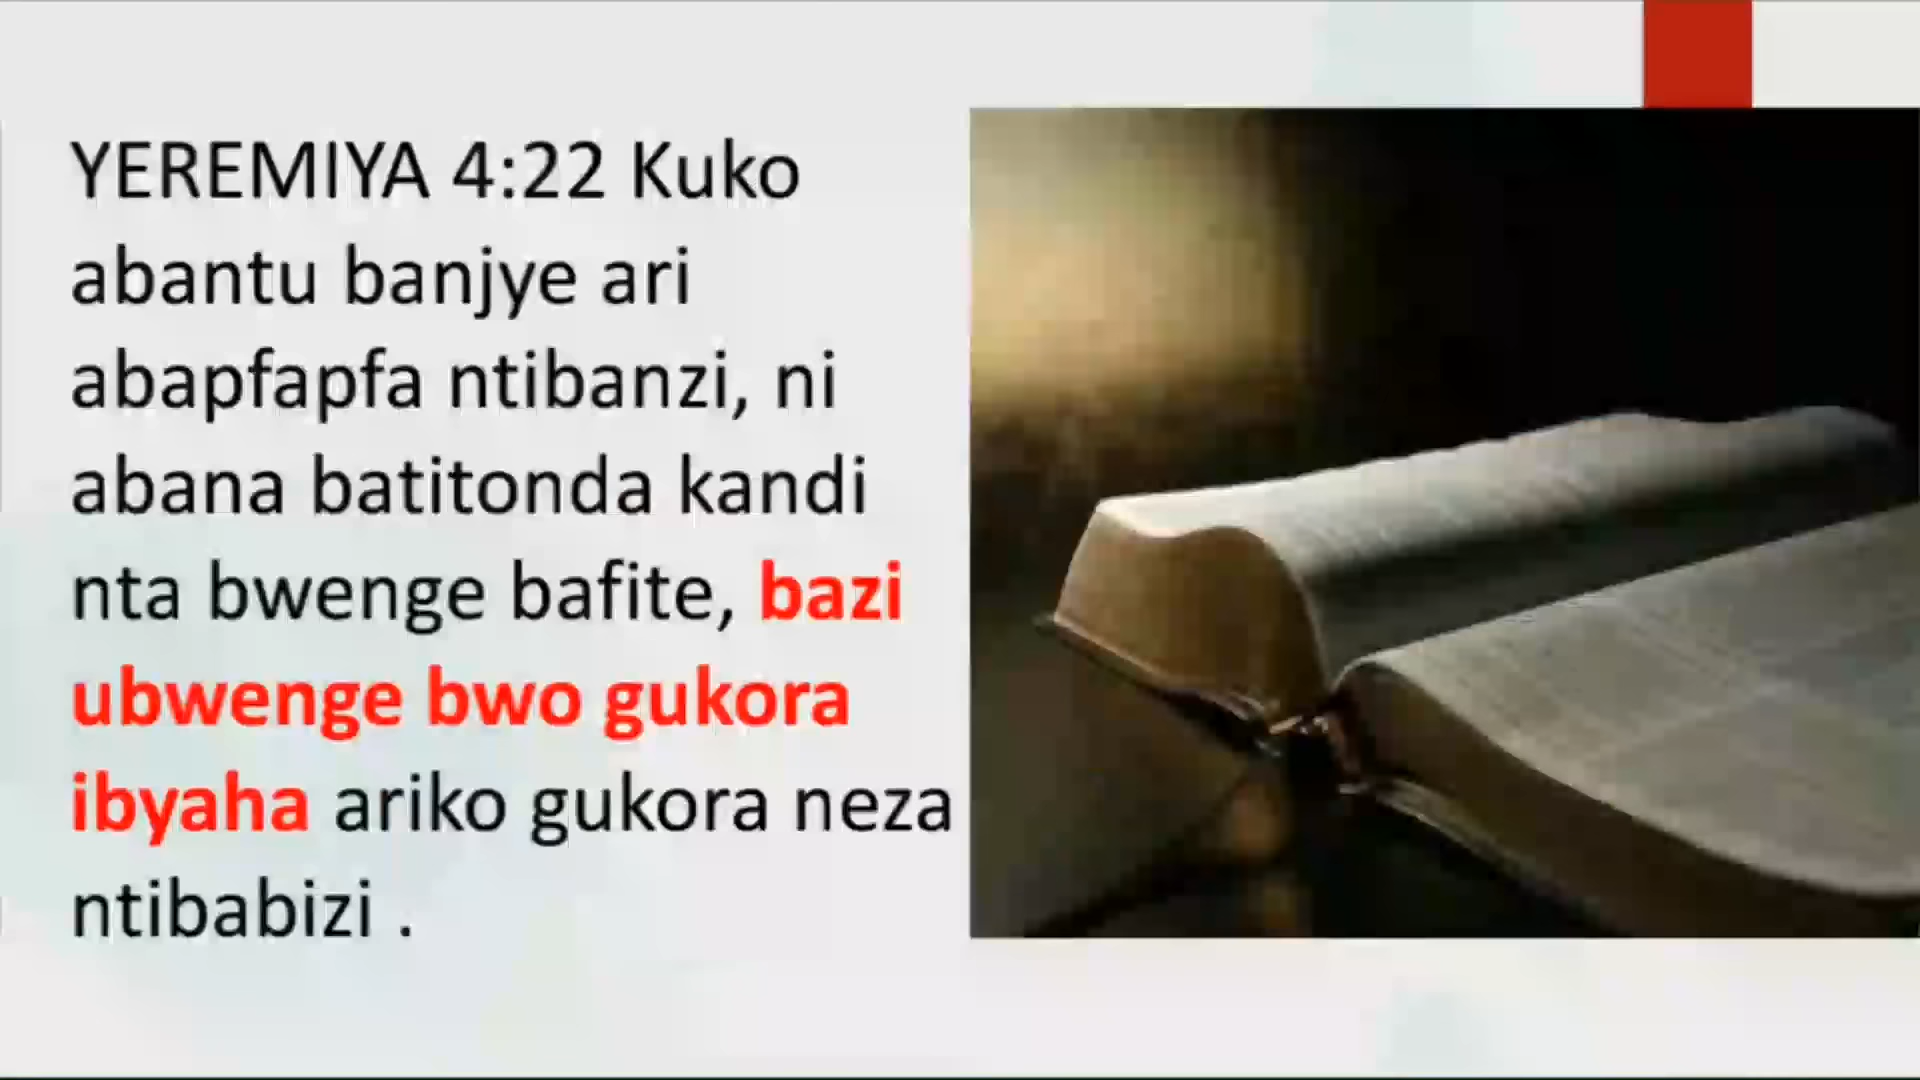 YEREMIYA 4:22 Kuko
abantu banjye ari
abapfapfa ntibanzi, ni
abana batitonda kandi
nta bwenge bafite, bazi
ubwenge bwo gukora
ibyaha ariko gukora neza
ntibabizi .